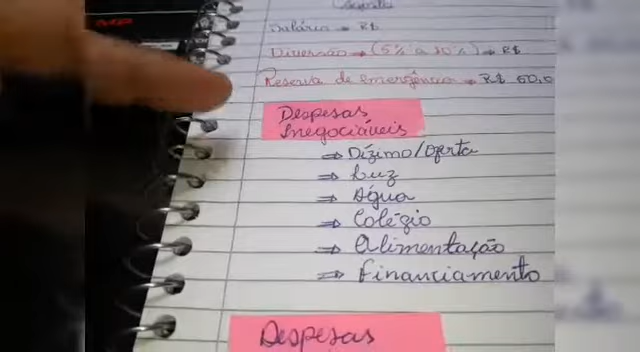 Salário → R$
Diversão → (5% a 10%) → R$
Reserva de emergência → R$ 60,0
Despesas
Inegociáveis
⇒ Dízimo/oferta
⇒ Luz
⇒ Água
⇒ Colégio
⇒ Alimentação
⇒ Financiamento
Despesas